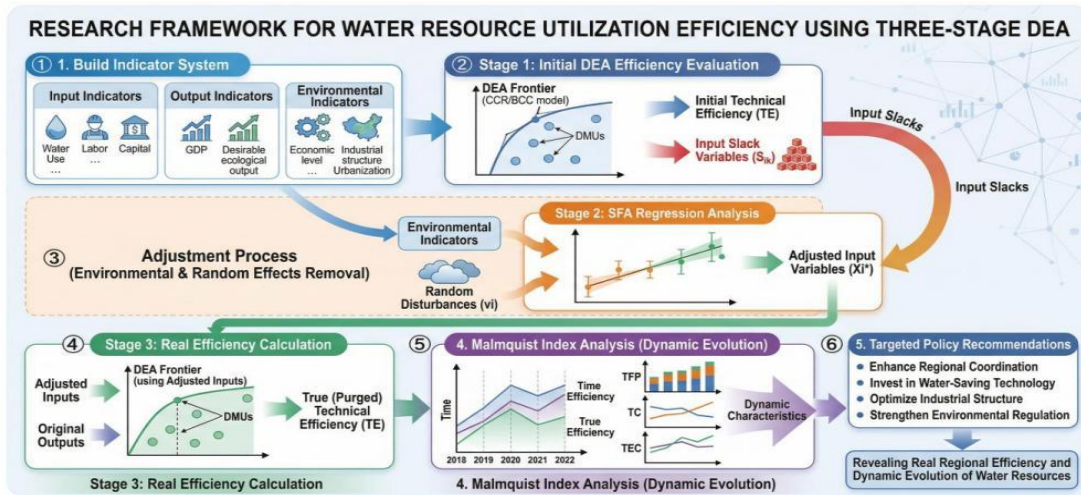 RESEARCH FRAMEWORK FOR WATER RESOURCE UTILIZATION EFFICIENCY USING THREE-STAGE DEA
① 1. Build Indicator System
Input Indicators
Water Use
...
Labor
...
Capital
Output Indicators
GDP
Desirable ecological output
Environmental Indicators
Economic level
...
Industrial structure
Urbanization
② Stage 1: Initial DEA Efficiency Evaluation
DEA Frontier
(CCR/BCC model)
DMUs
Initial Technical
Efficiency (TE)
Input Slack
Variables (Sik)
Input Slacks
Input Slacks
③
Adjustment Process
(Environmental & Random Effects Removal)
Environmental
Indicators
Random
Disturbances (vi)
Stage 2: SFA Regression Analysis
Adjusted Input
Variables (Xi*)
④ Stage 3: Real Efficiency Calculation
Adjusted
Inputs
Original
Outputs
DEA Frontier
(using Adjusted Inputs)
DMUs
True (Purged)
Technical
Efficiency (TE)
Stage 3: Real Efficiency Calculation
⑤ 4. Malmquist Index Analysis (Dynamic Evolution)
Time
Time
Efficiency
True
Efficiency
2018 2019 2020 2021 2022
TFP
TC
TEC
Dynamic
Characteristics
4. Malmquist Index Analysis (Dynamic Evolution)
⑥ 5. Targeted Policy Recommendations
• Enhance Regional Coordination
• Invest in Water-Saving Technology
• Optimize Industrial Structure
• Strengthen Environmental Regulation
Revealing Real Regional Efficiency and
Dynamic Evolution of Water Resources